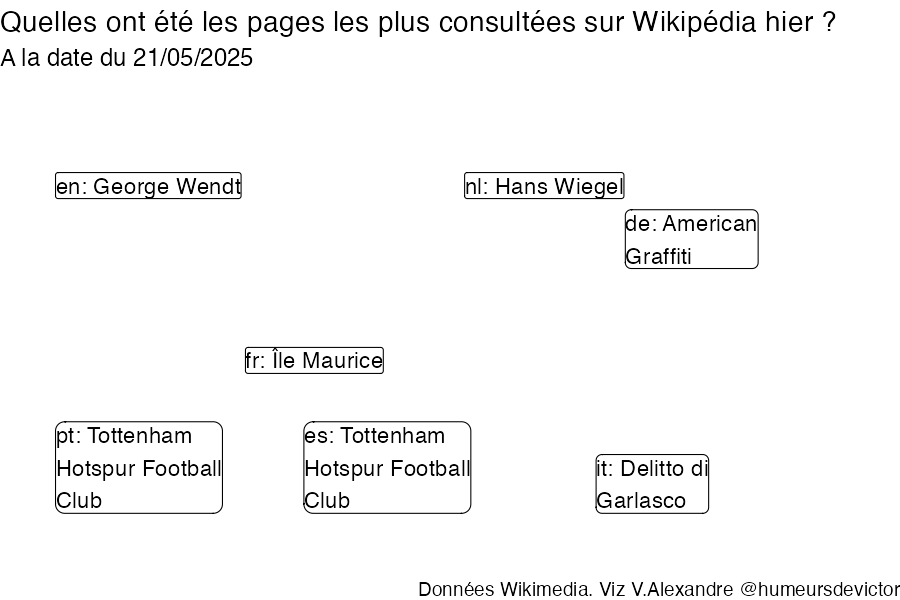 Quelles ont été les pages les plus consultées sur Wikipédia hier ?
A la date du 21/05/2025
en: George Wendt
nl: Hans Wiegel
de: American
Graffiti
fr: Île Maurice
pt: Tottenham
Hotspur Football
Club
es: Tottenham
Hotspur Football
Club
it: Delitto di
Garlasco
Données Wikimedia. Viz V.Alexandre @humeursdevictor